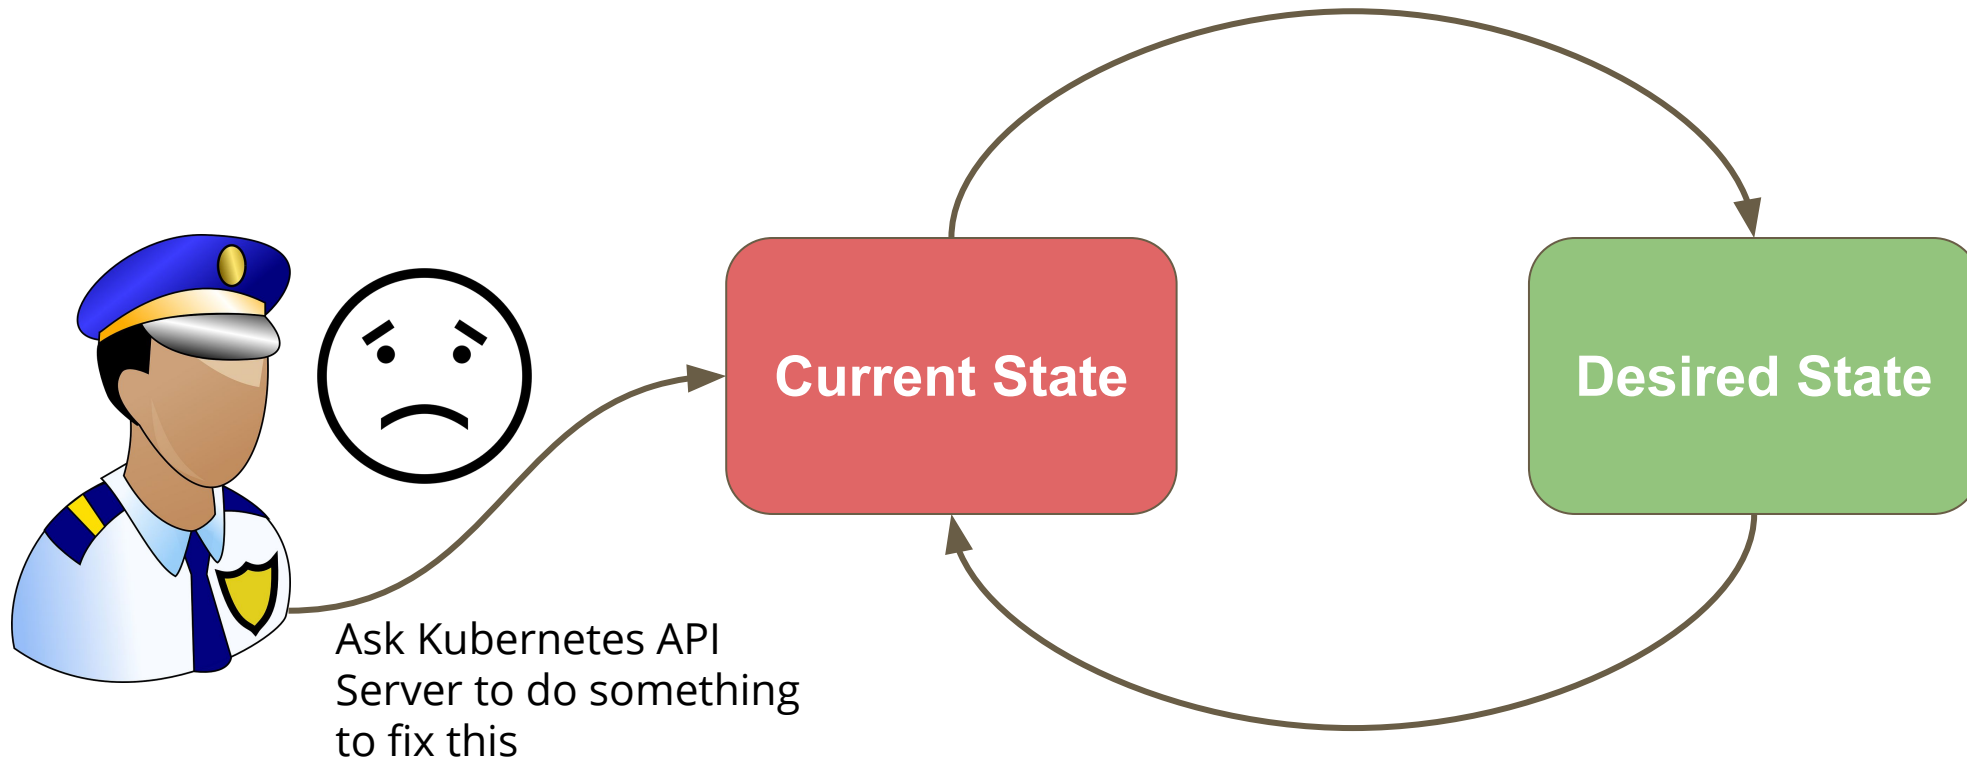 Current State
Desired State
Ask Kubernetes API
Server to do something
to fix this